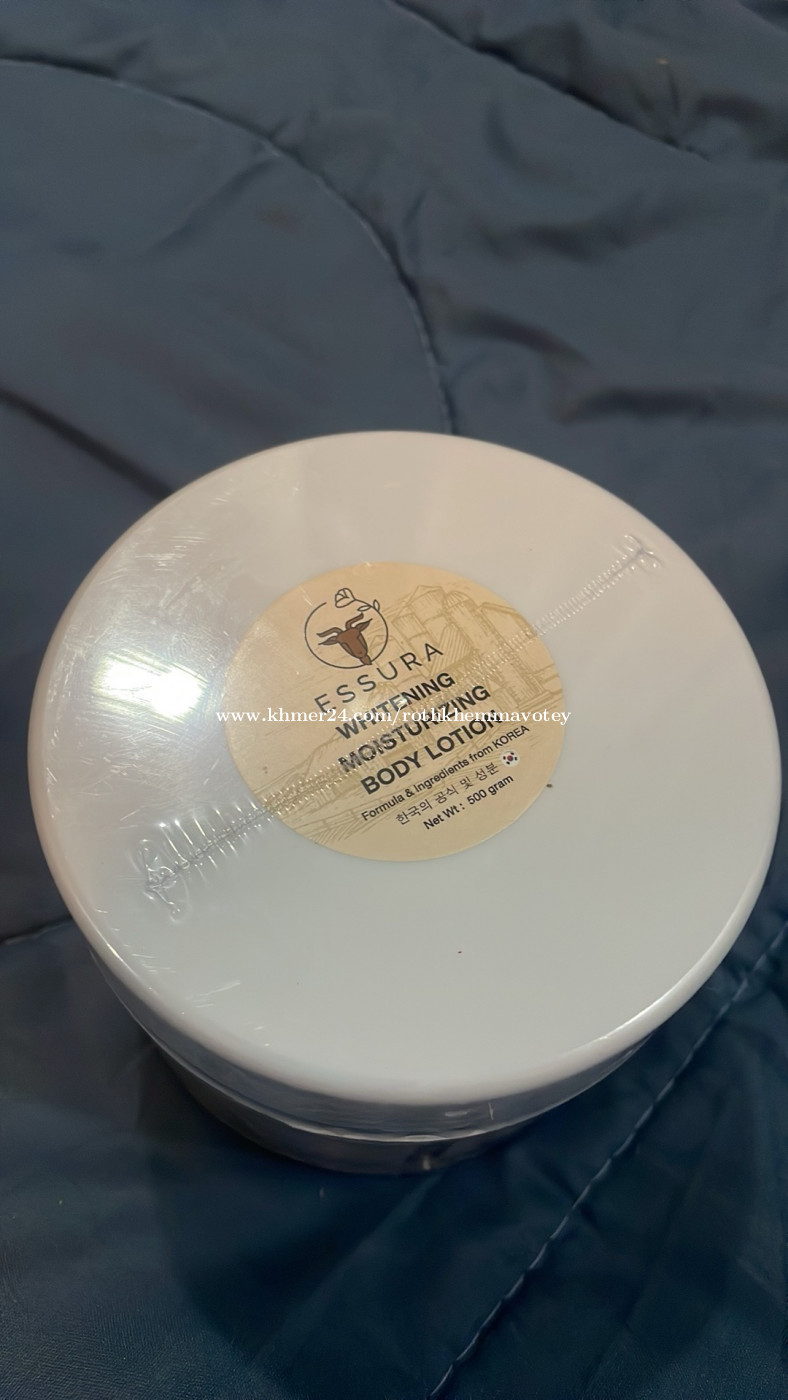 ESSURA
WHITENING
www.khmer24.com/rothkhemmavotey
MOISTURIZING
BODY LOTION
Formula & Ingredients from KOREA
한국의 공식 및 성분
Net Wt : 500 gram